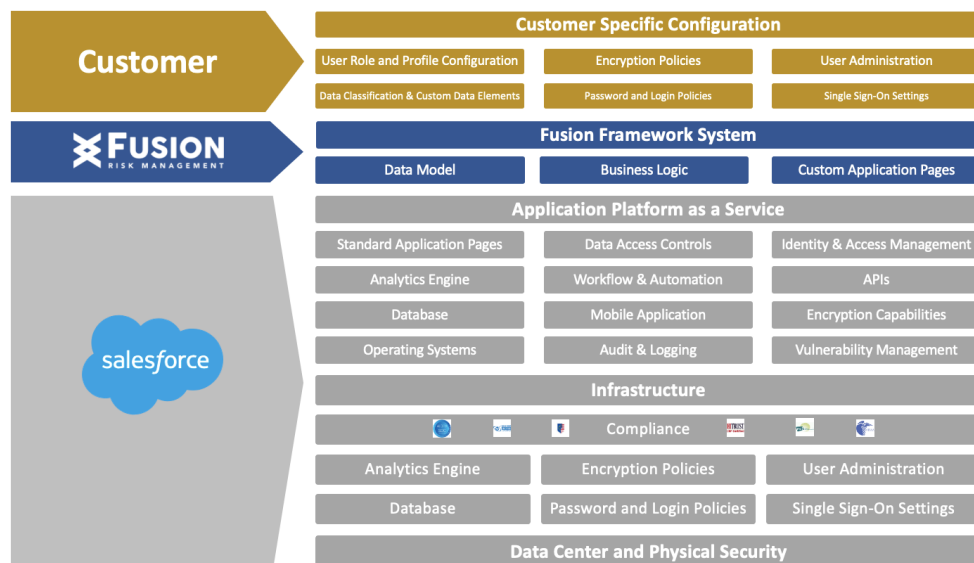 Customer
Customer Specific Configuration
User Role and Profile Configuration
Encryption Policies
User Administration
Data Classification & Custom Data Elements
Password and Login Policies
Single Sign-On Settings
FUSION
RISK MANAGEMENT
Fusion Framework System
Data Model
Business Logic
Custom Application Pages
salesforce
Application Platform as a Service
Standard Application Pages
Data Access Controls
Identity & Access Management
Analytics Engine
Workflow & Automation
APIs
Database
Mobile Application
Encryption Capabilities
Operating Systems
Audit & Logging
Vulnerability Management
Infrastructure
Compliance
Analytics Engine
Encryption Policies
User Administration
Database
Password and Login Policies
Single Sign-On Settings
Data Center and Physical Security